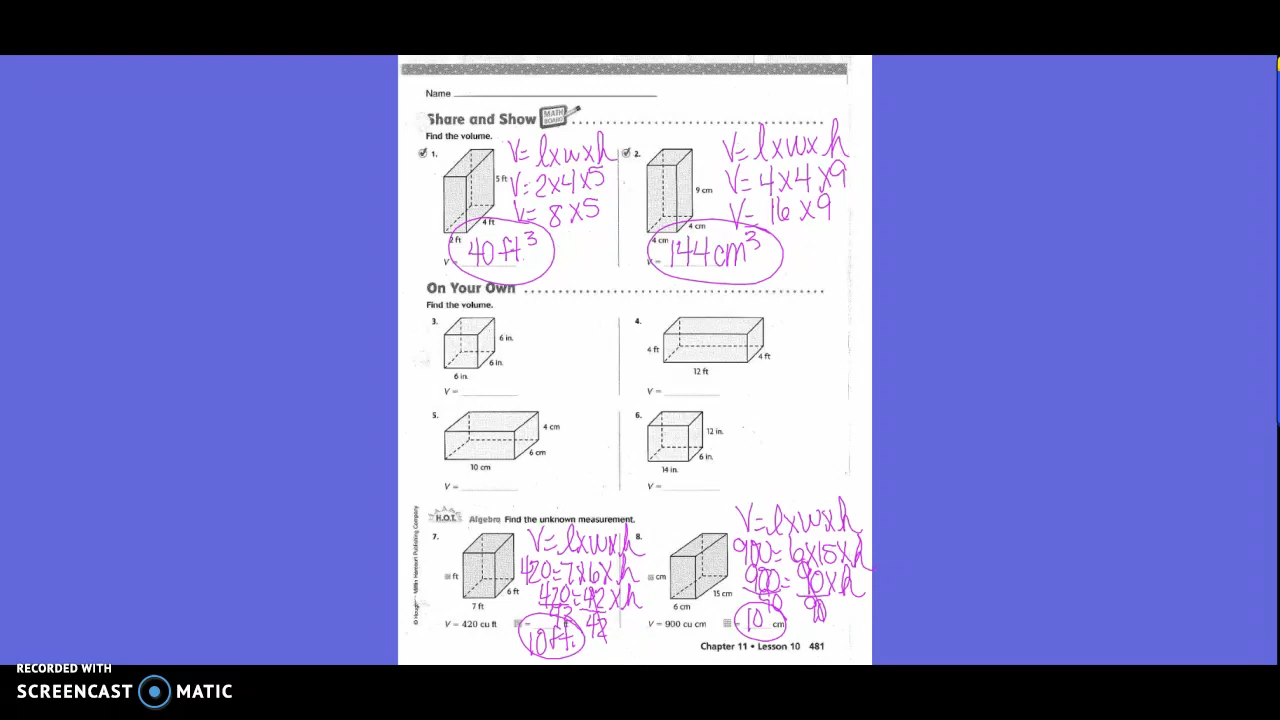 Name
Share and Show MATH BOARD
Find the volume.
1.
V = l x w x h
5 ft
V = 2 x 4 x 5
V = 8 x 5
4 ft
2 ft
V = 40 ft³
2.
V = l x w x h
V = 4 x 4 x 9
9 cm
V = 16 x 9
4 cm
4 cm
V = 144 cm³
On Your Own
Find the volume.
3.
6 in.
6 in.
6 in.
V =
4.
4 ft
4 ft
12 ft
V =
5.
4 cm
6 cm
10 cm
V =
6.
12 in.
6 in.
14 in.
V =
H.O.T. Algebra Find the unknown measurement.
7.
V = l x w x h
420 = 7 x 6 x h
ft
6 ft
420 = 42 x h
42 42
7 ft
V = 420 cu ft
= 10 ft.
8.
V = l x w x h
900 = 6 x 15 x h
cm
900 = 90 x h
90 90
15 cm
6 cm
V = 900 cu cm
= 10 cm
Chapter 11 • Lesson 10 481
RECORDED WITH
SCREENCAST MATIC